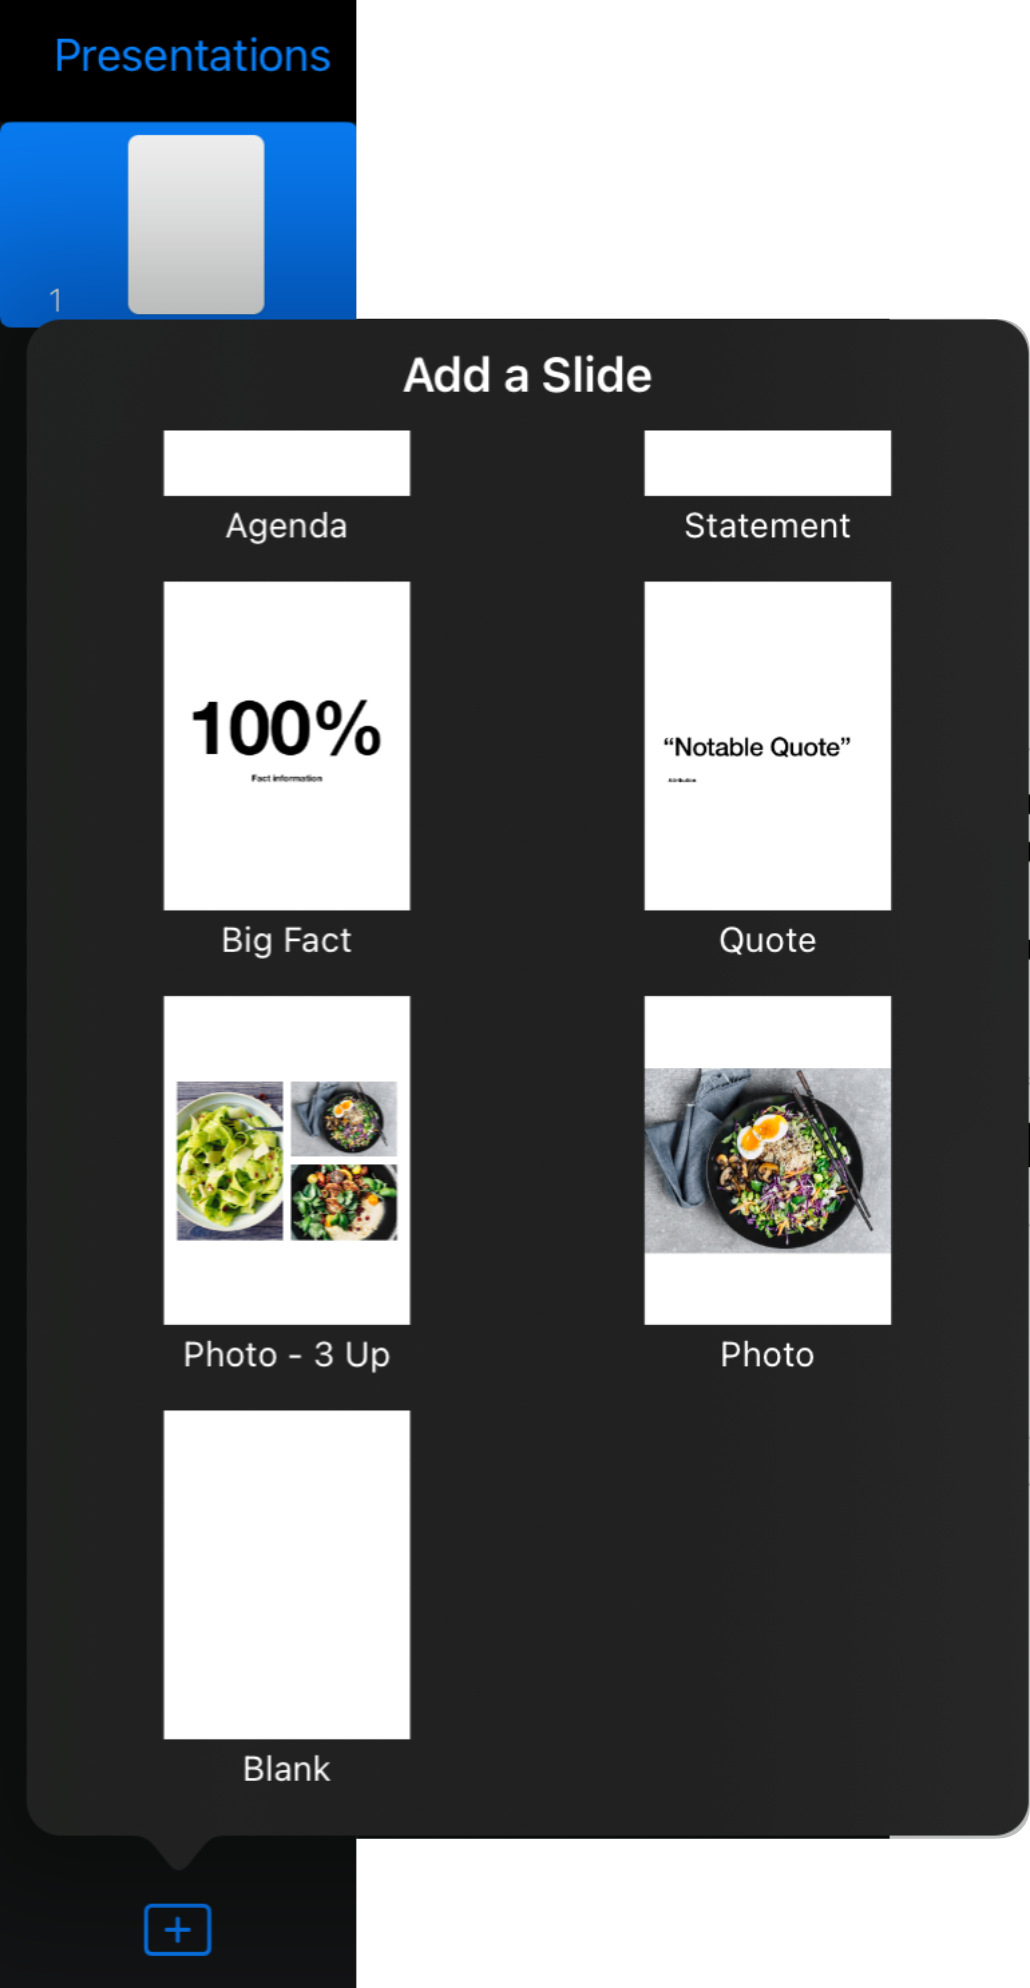 Presentations
1
Add a Slide
Agenda
Statement
100%
Fact information
“Notable Quote”
Attribution
Big Fact
Quote
Photo - 3 Up
Photo
Blank